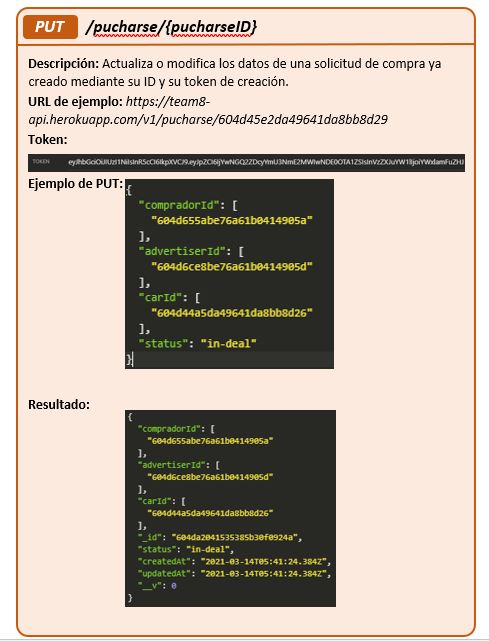 PUT /pucharse/{pucharseID}
Descripción: Actualiza o modifica los datos de una solicitud de compra ya
creado mediante su ID y su token de creación.
URL de ejemplo: https://team8-
api.herokuapp.com/v1/pucharse/604d45e2da49641da8bb8d29
Token:
TOKEN
Ejemplo de PUT:
{
"compradorId": [
"604d655abe76a61b0414905a"
],
"advertiserId": [
"604d6ce8be76a61b0414905d"
],
"carId": [
"604d44a5da49641da8bb8d26"
],
"status": "in-deal"
}
Resultado:
{
"compradorId": [
"604d655abe76a61b0414905a"
],
"advertiserId": [
"604d6ce8be76a61b0414905d"
],
"carId": [
"604d44a5da49641da8bb8d26"
],
"_id": "604da2041535385b30f0924a",
"status": "in-deal",
"createdAt": "2021-03-14T05:41:24.384Z",
"updatedAt": "2021-03-14T05:41:24.384Z",
"__v": 0
}